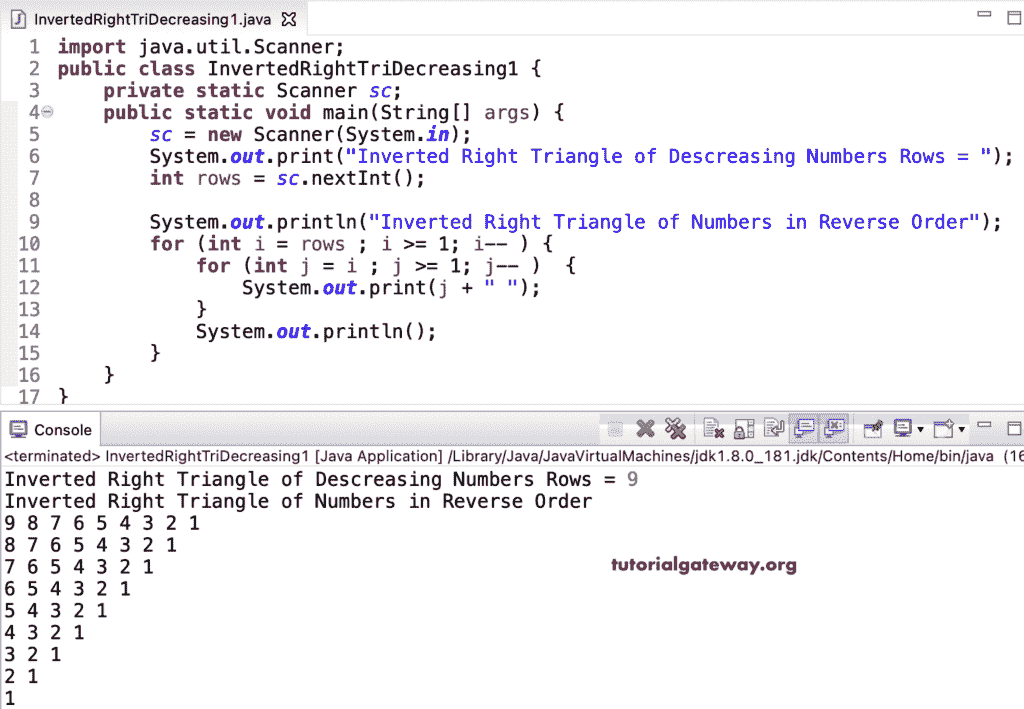 InvertedRightTriDecreasing1.java
1 import java.util.Scanner;
2 public class InvertedRightTriDecreasing1 {
3     private static Scanner sc;
4     public static void main(String[] args) {
5         sc = new Scanner(System.in);
6         System.out.print("Inverted Right Triangle of Descreasing Numbers Rows = ");
7         int rows = sc.nextInt();
8
9         System.out.println("Inverted Right Triangle of Numbers in Reverse Order");
10         for (int i = rows ; i >= 1; i-- ) {
11             for (int j = i ; j >= 1; j-- )  {
12                 System.out.print(j + " ");
13             }
14             System.out.println();
15         }
16     }
17 }
Console
<terminated> InvertedRightTriDecreasing1 [Java Application] /Library/Java/JavaVirtualMachines/jdk1.8.0_181.jdk/Contents/Home/bin/java (16
Inverted Right Triangle of Descreasing Numbers Rows = 9
Inverted Right Triangle of Numbers in Reverse Order
9 8 7 6 5 4 3 2 1
8 7 6 5 4 3 2 1
7 6 5 4 3 2 1
6 5 4 3 2 1
5 4 3 2 1
4 3 2 1
3 2 1
2 1
1
tutorialgateway.org